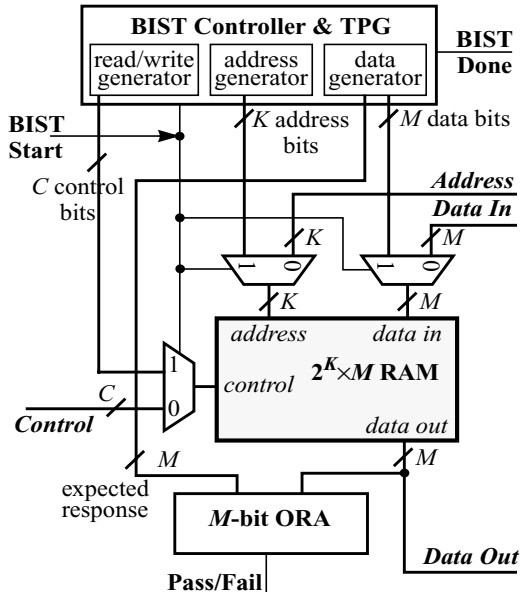 BIST Controller & TPG
read/write generator
address generator
data generator
BIST Done
BIST Start
K address bits
M data bits
C control bits
Address
Data In
K
M
1
0
1
0
K
M
address
data in
2^K×M RAM
1
control
C
0
Control
data out
M
M
expected response
M-bit ORA
Data Out
Pass/Fail